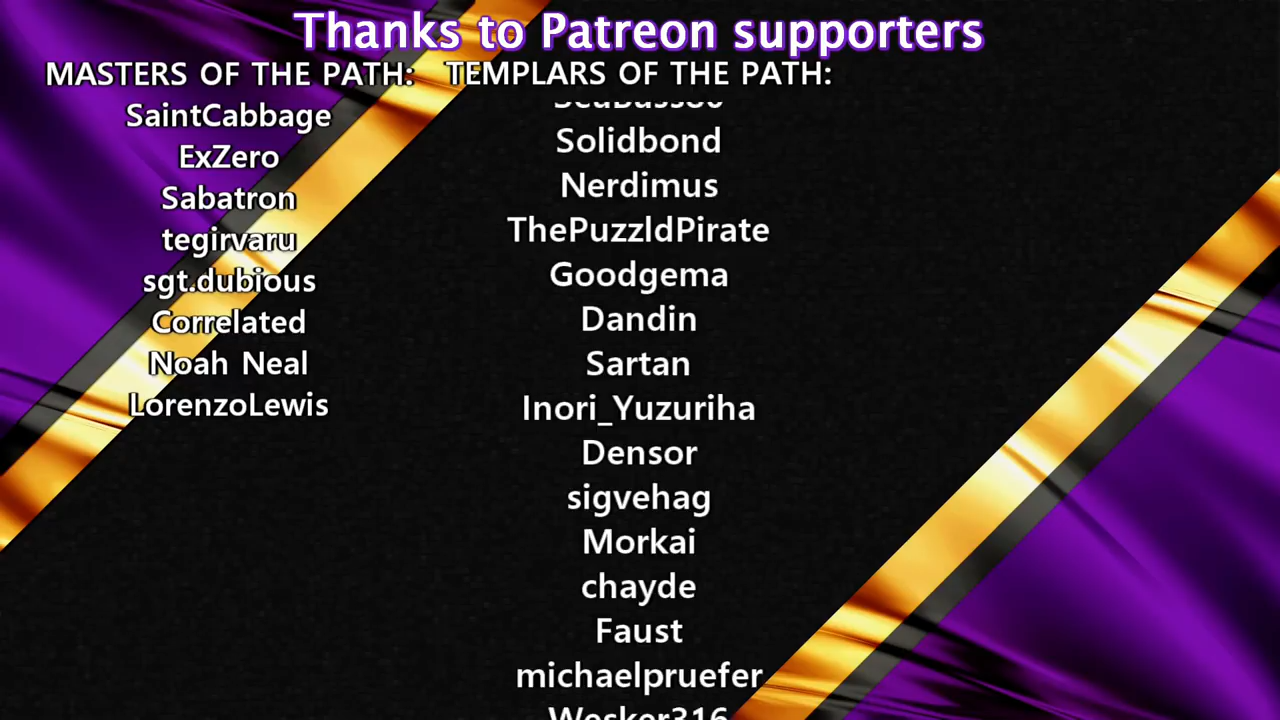 Thanks to Patreon supporters
MASTERS OF THE PATH:
SaintCabbage
ExZero
Sabatron
tegirvaru
sgt.dubious
Correlated
Noah Neal
LorenzoLewis
TEMPLARS OF THE PATH:
Solidbond
Nerdimus
ThePuzzldPirate
Goodgema
Dandin
Sartan
Inori_Yuzuriha
Densor
sigvehag
Morkai
chayde
Faust
michaelpruefer
Wesker316